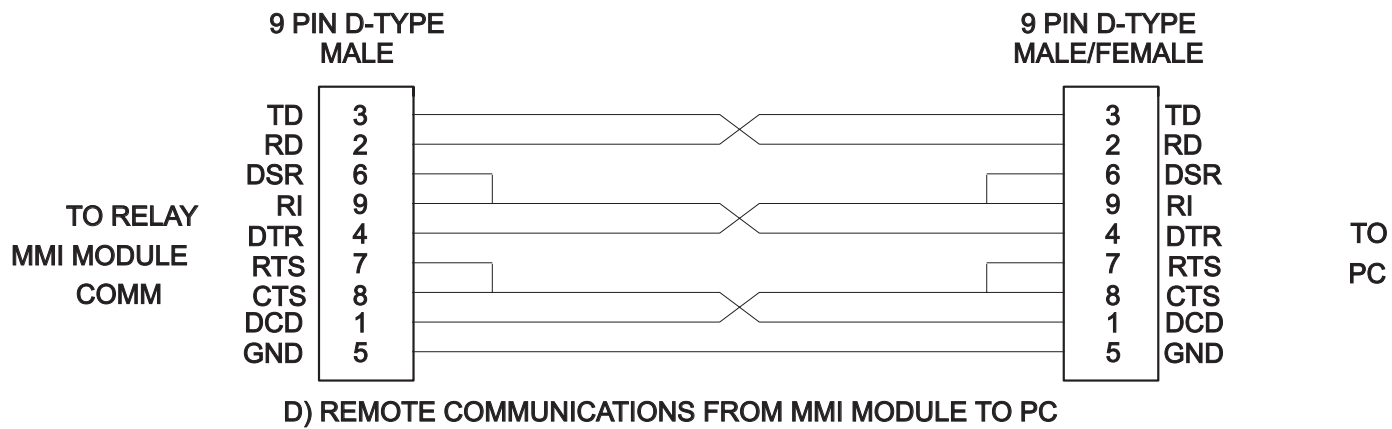 9 PIN D-TYPE
MALE
9 PIN D-TYPE
MALE/FEMALE
TD 3 3 TD
RD 2 2 RD
DSR 6 6 DSR
RI 9 9 RI
DTR 4 4 DTR
RTS 7 7 RTS
CTS 8 8 CTS
DCD 1 1 DCD
GND 5 5 GND
TO RELAY
MMI MODULE
COMM
TO
PC
D) REMOTE COMMUNICATIONS FROM MMI MODULE TO PC